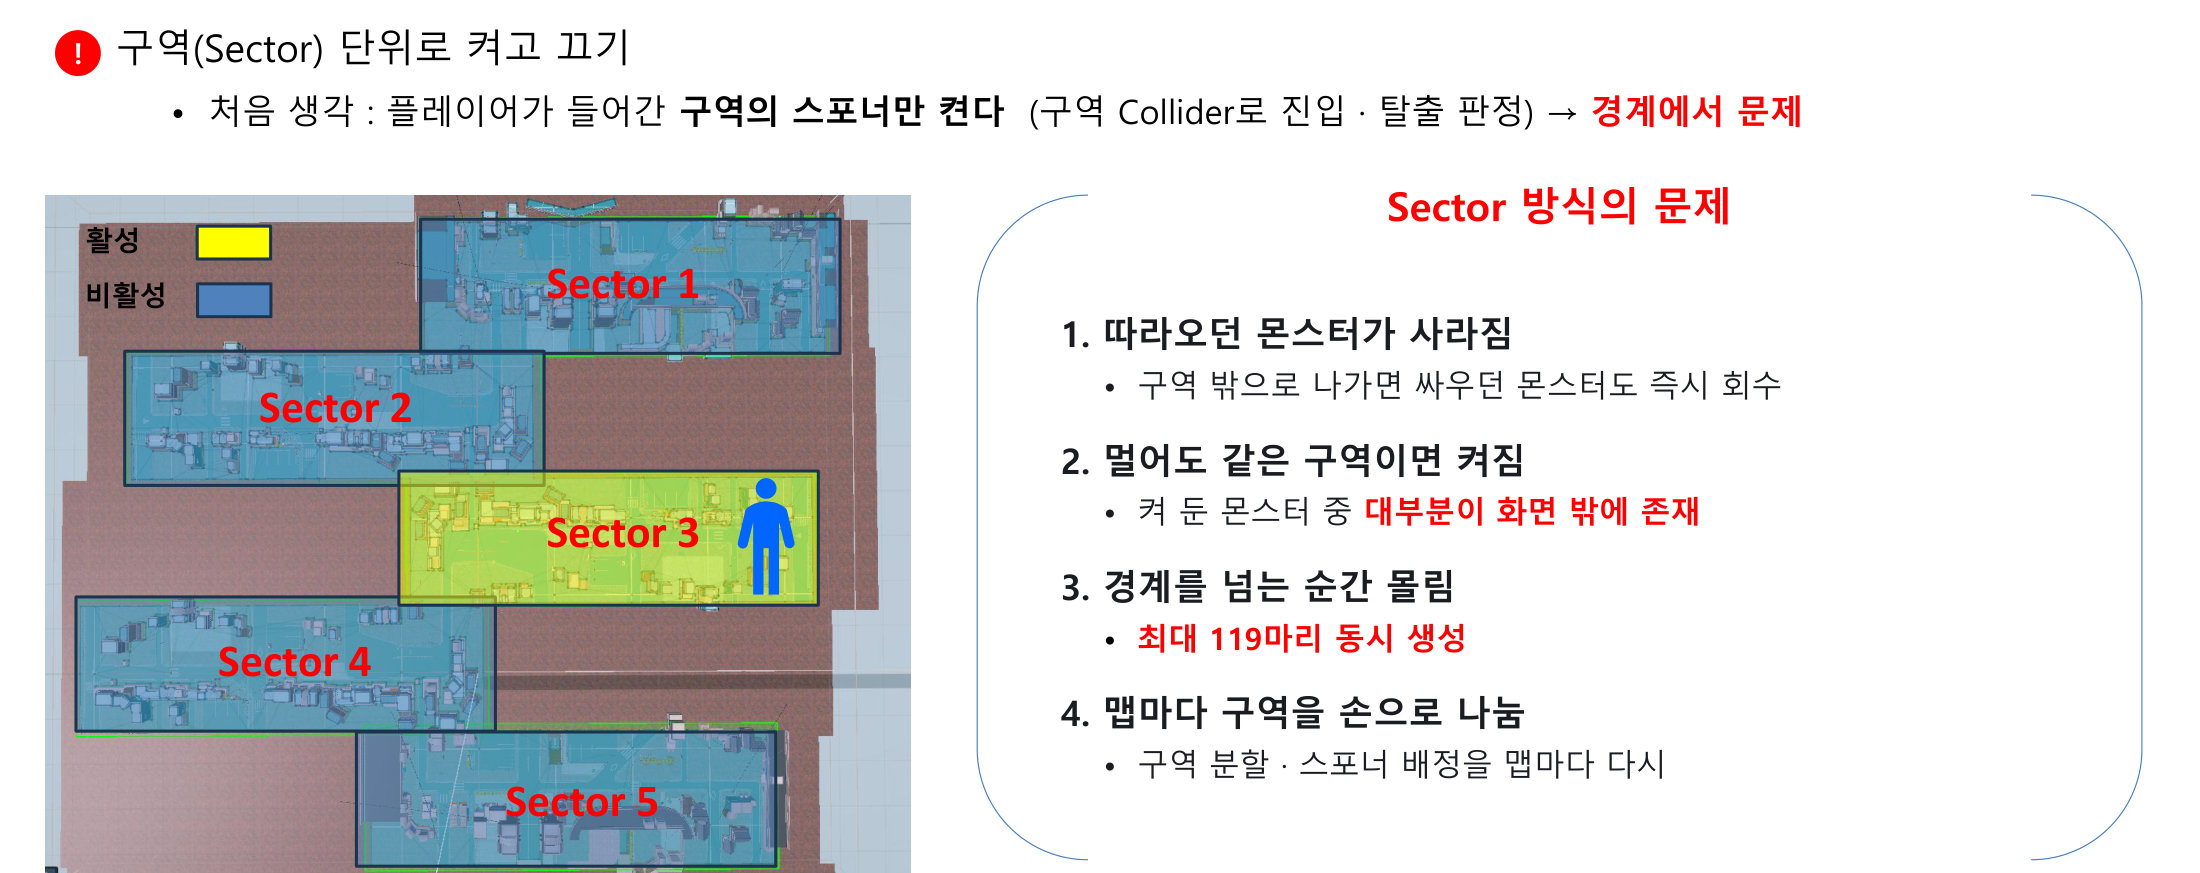 ! 구역(Sector) 단위로 켜고 끄기
• 처음 생각 : 플레이어가 들어간 구역의 스포너만 켠다 (구역 Collider로 진입 · 탈출 판정) → 경계에서 문제
활성
비활성
Sector 1
Sector 2
Sector 3
Sector 4
Sector 5
Sector 방식의 문제
1. 따라오던 몬스터가 사라짐
• 구역 밖으로 나가면 싸우던 몬스터도 즉시 회수
2. 멀어도 같은 구역이면 켜짐
• 켜 둔 몬스터 중 대부분이 화면 밖에 존재
3. 경계를 넘는 순간 몰림
• 최대 119마리 동시 생성
4. 맵마다 구역을 손으로 나눔
• 구역 분할 · 스포너 배정을 맵마다 다시